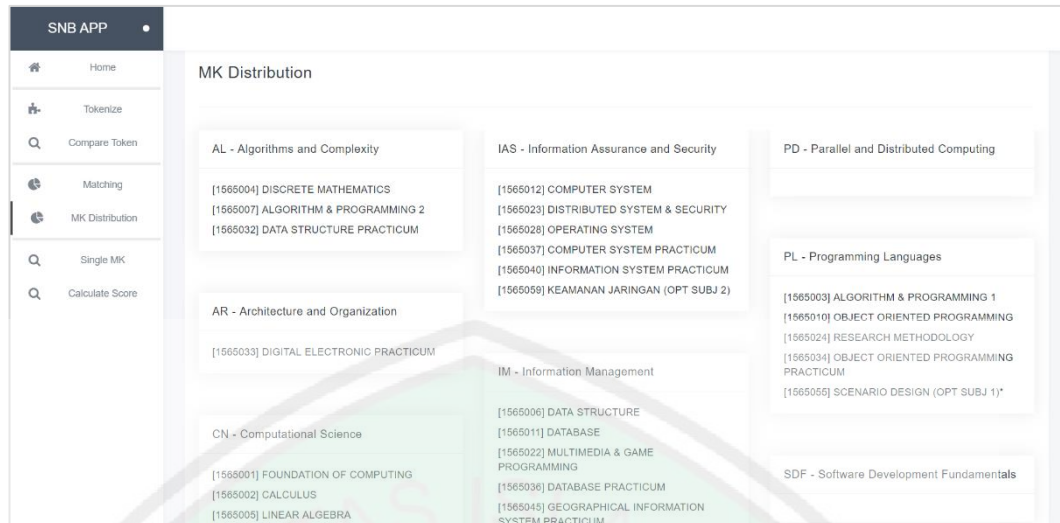 SNB APP
Home
Tokenize
Compare Token
Matching
MK Distribution
Single MK
Calculate Score
MK Distribution
AL - Algorithms and Complexity
[1565004] DISCRETE MATHEMATICS
[1565007] ALGORITHM & PROGRAMMING 2
[1565032] DATA STRUCTURE PRACTICUM
AR - Architecture and Organization
[1565033] DIGITAL ELECTRONIC PRACTICUM
CN - Computational Science
[1565001] FOUNDATION OF COMPUTING
[1565002] CALCULUS
[1565005] LINEAR ALGEBRA
IAS - Information Assurance and Security
[1565012] COMPUTER SYSTEM
[1565023] DISTRIBUTED SYSTEM & SECURITY
[1565028] OPERATING SYSTEM
[1565037] COMPUTER SYSTEM PRACTICUM
[1565040] INFORMATION SYSTEM PRACTICUM
[1565059] KEAMANAN JARINGAN (OPT SUBJ 2)
IM - Information Management
[1565006] DATA STRUCTURE
[1565011] DATABASE
[1565022] MULTIMEDIA & GAME
PROGRAMMING
[1565036] DATABASE PRACTICUM
[1565045] GEOGRAPHICAL INFORMATION
SYSTEM PRACTICUM
PD - Parallel and Distributed Computing
PL - Programming Languages
[1565003] ALGORITHM & PROGRAMMING 1
[1565010] OBJECT ORIENTED PROGRAMMING
[1565024] RESEARCH METHODOLOGY
[1565034] OBJECT ORIENTED PROGRAMMING
PRACTICUM
[1565055] SCENARIO DESIGN (OPT SUBJ 1)*
SDF - Software Development Fundamentals